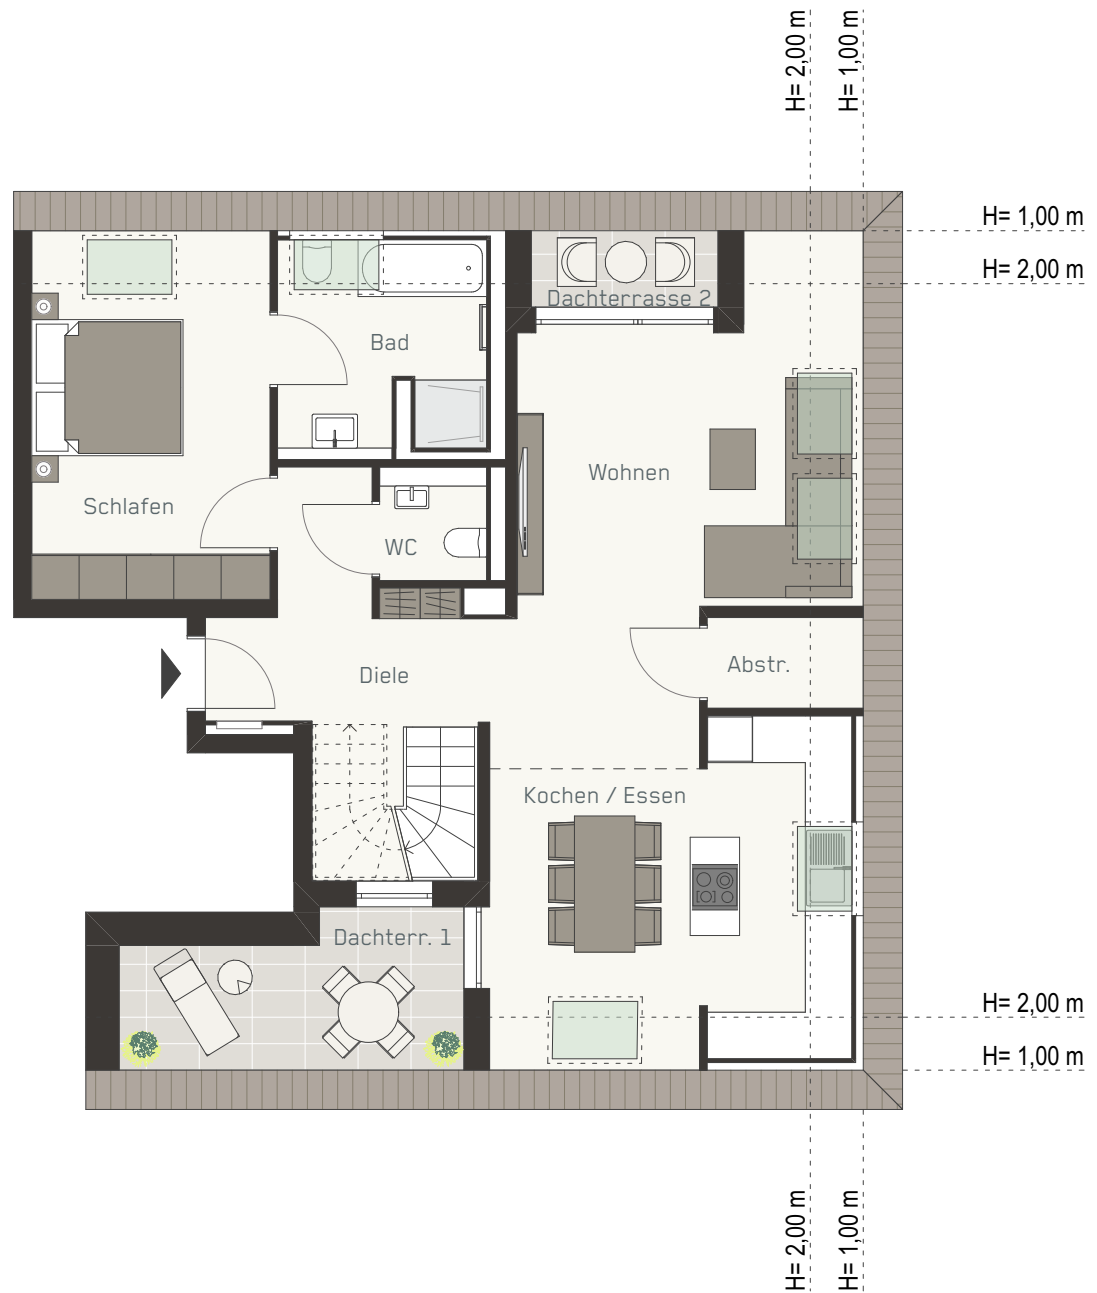 H= 2,00 m
H= 1,00 m
H= 1,00 m
H= 2,00 m
Dachterrasse 2
Bad
Wohnen
Schlafen
WC
Abstr.
Diele
Kochen / Essen
Dachterr. 1
H= 2,00 m
H= 1,00 m
H= 2,00 m
H= 1,00 m